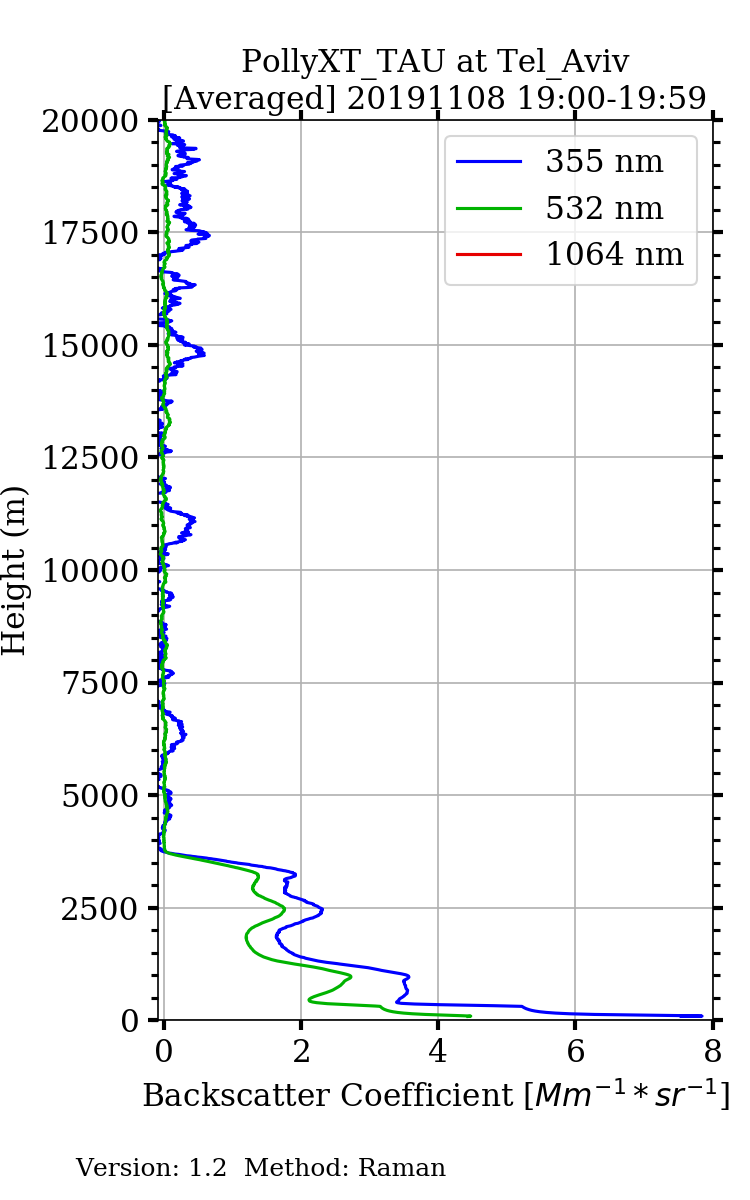 PollyXT_TAU at Tel_Aviv
[Averaged] 20191108 19:00-19:59
355 nm
532 nm
1064 nm
20000
17500
15000
12500
10000
7500
5000
2500
0
Height (m)
0 2 4 6 8
Backscatter Coefficient [Mm⁻¹ * sr⁻¹]
Version: 1.2 Method: Raman